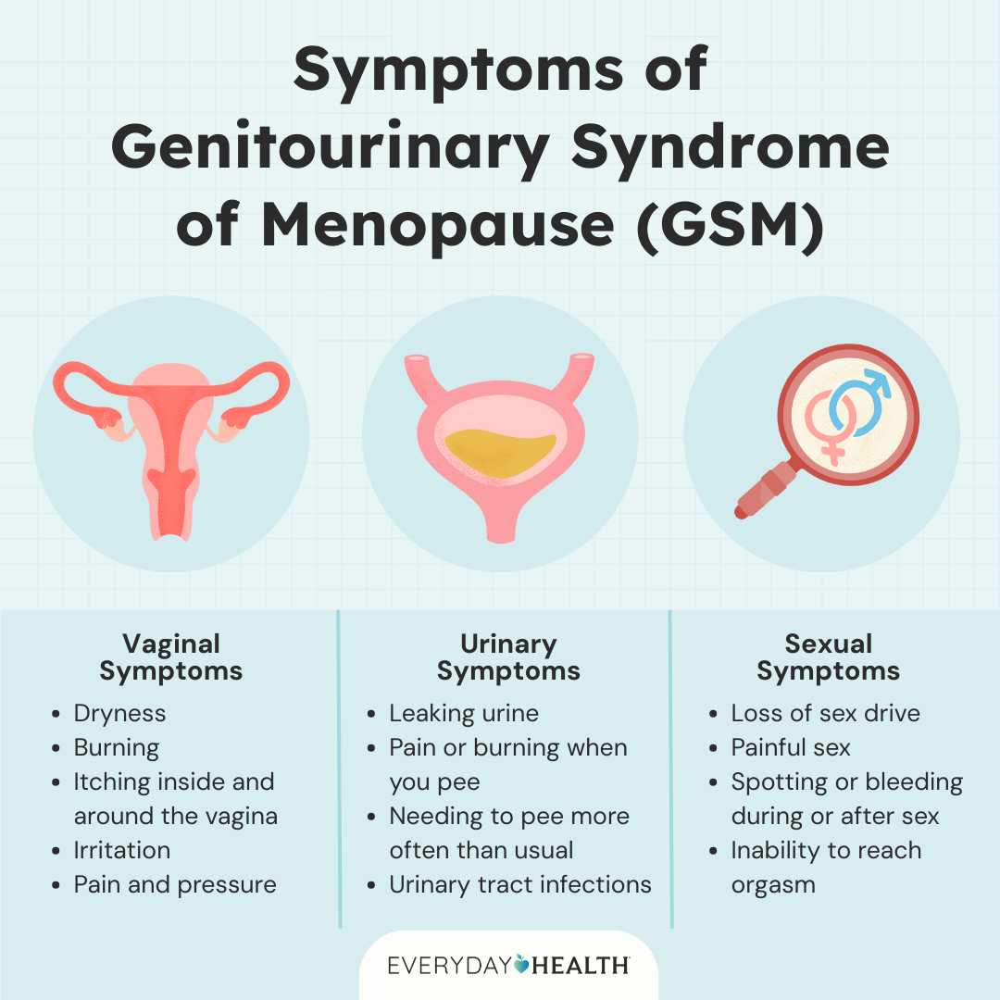 Symptoms of
Genitourinary Syndrome
of Menopause (GSM)
Vaginal
Symptoms
• Dryness
• Burning
• Itching inside and
around the vagina
• Irritation
• Pain and pressure
Urinary
Symptoms
• Leaking urine
• Pain or burning when
you pee
• Needing to pee more
often than usual
• Urinary tract infections
Sexual
Symptoms
• Loss of sex drive
• Painful sex
• Spotting or bleeding
during or after sex
• Inability to reach
orgasm
EVERYDAY HEALTH